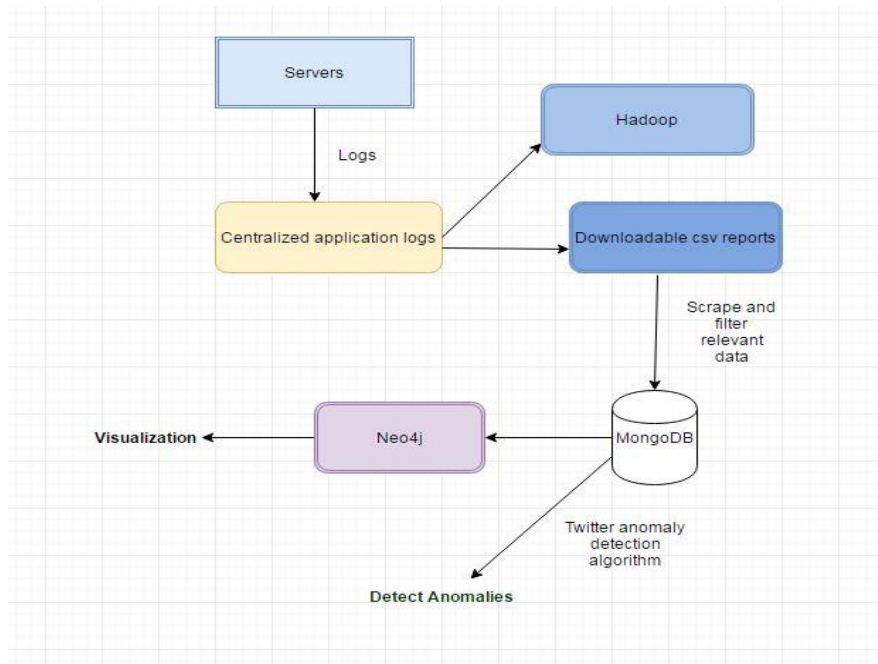 Servers
Hadoop
Logs
Centralized application logs
Downloadable csv reports
Scrape and
filter
relevant
data
Visualization
Neo4j
MongoDB
Twitter anomaly
detection
algorithm
Detect Anomalies